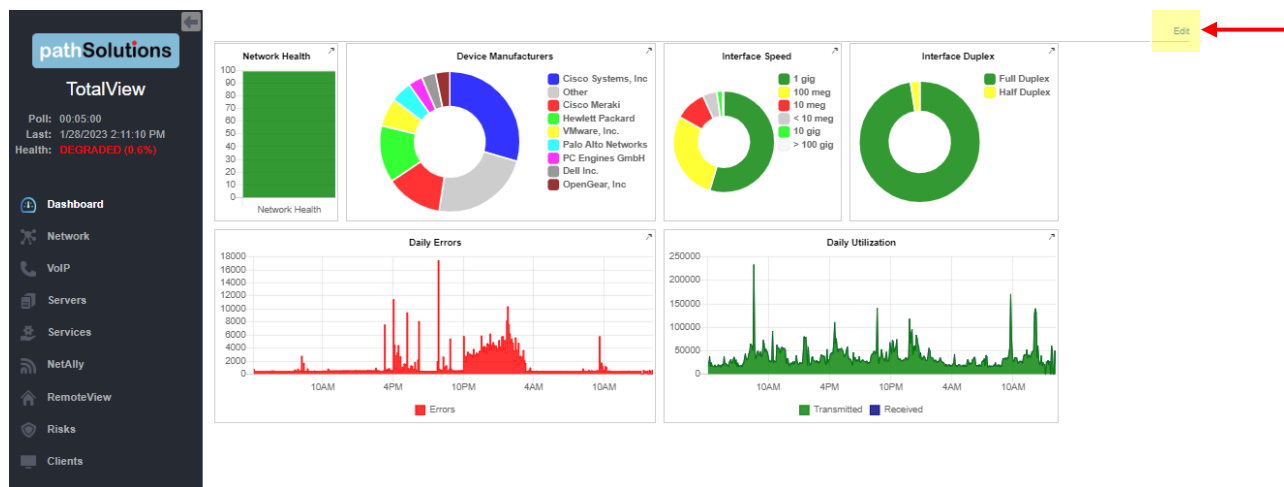 pathSolutions
TotalView
Poll: 00:05:00
Last: 1/28/2023 2:11:10 PM
Health: DEGRADED (0.6%)
Dashboard
Network
VoIP
Servers
Services
NetAlly
RemoteView
Risks
Clients
Edit
Network Health
100
90
80
70
60
50
40
30
20
10
0
Network Health
Device Manufacturers
Cisco Systems, Inc
Other
Cisco Meraki
Hewlett Packard
VMware, Inc.
Palo Alto Networks
PC Engines GmbH
Dell Inc.
OpenGear, Inc
Interface Speed
1 gig
100 meg
10 meg
< 10 meg
10 gig
> 100 gig
Interface Duplex
Full Duplex
Half Duplex
Daily Errors
18000
16000
14000
12000
10000
8000
6000
4000
2000
0
10AM 4PM 10PM 4AM 10AM
Errors
Daily Utilization
250000
200000
150000
100000
50000
0
10AM 4PM 10PM 4AM 10AM
Transmitted Received